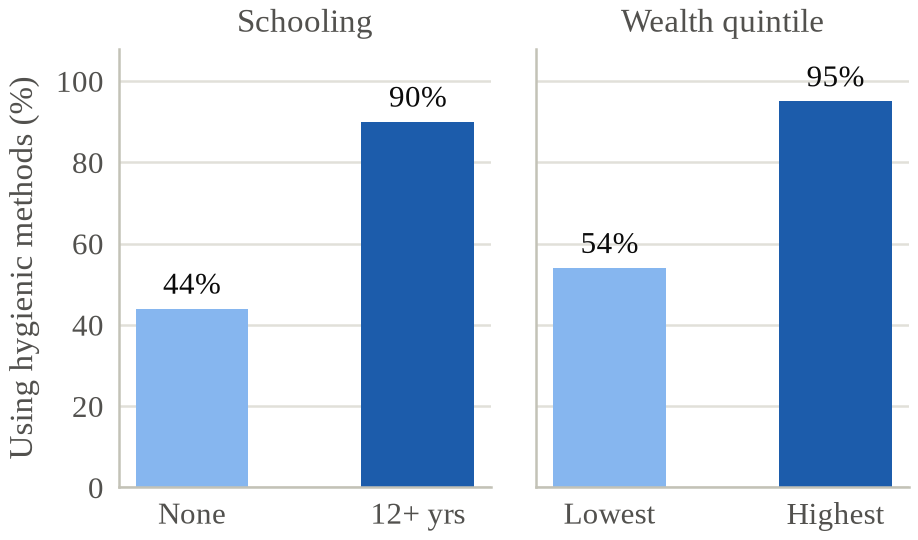 Schooling
Wealth quintile
Using hygienic methods (%)
100
80
60
40
20
0
44%
90%
54%
95%
None
12+ yrs
Lowest
Highest